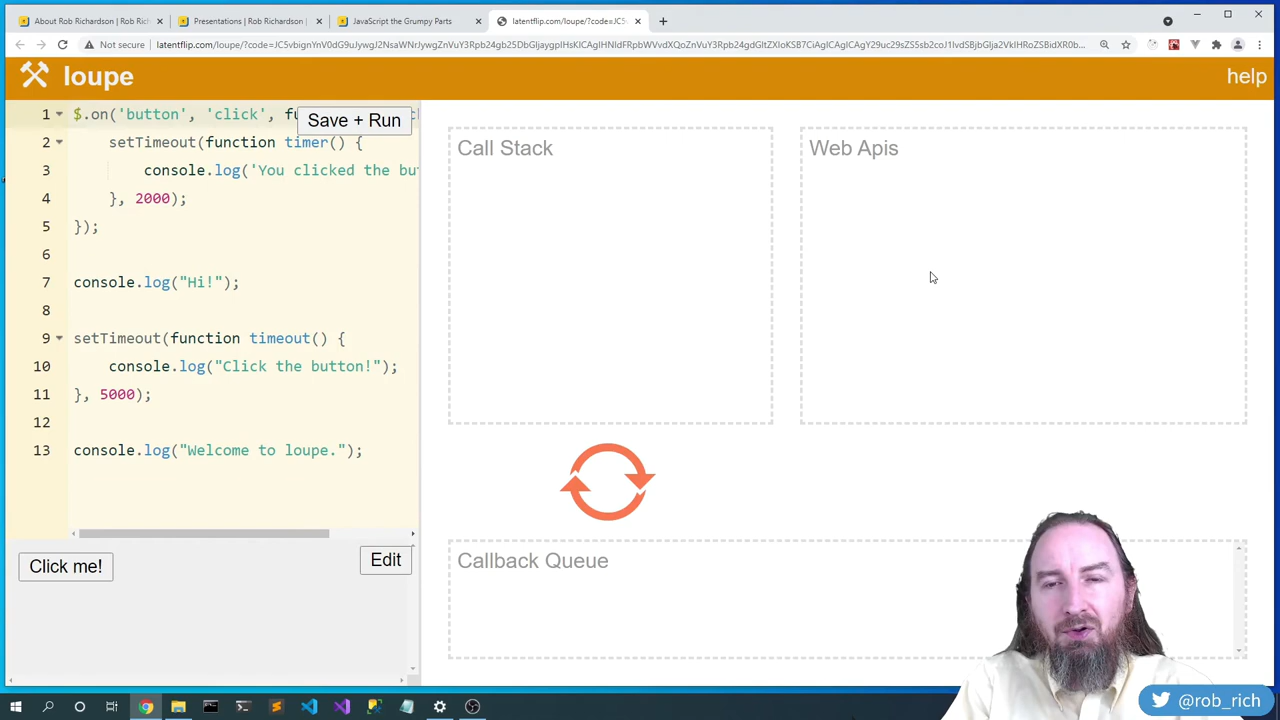 About Rob Richardson | Rob Rich
Presentations | Rob Richardson |
JavaScript the Grumpy Parts
latentflip.com/loupe/?code=JC5v
Not secure
loupe
help
1 $.on('button', 'click', fu
Save + Run
2 setTimeout(function timer() {
3 console.log('You clicked the bu
4 }, 2000);
5 });
6
7 console.log("Hi!");
8
9 setTimeout(function timeout() {
10 console.log("Click the button!");
11 }, 5000);
12
13 console.log("Welcome to loupe.");
Call Stack
Web Apis
Callback Queue
Click me!
Edit
@rob_rich